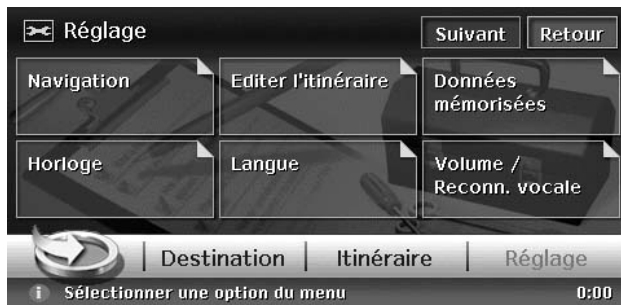 Réglage
Suivant
Retour
Navigation
Editer l'itinéraire
Données
mémorisées
Horloge
Langue
Volume /
Reconn. vocale
Destination
Itinéraire
Réglage
i Sélectionner une option du menu
0:00